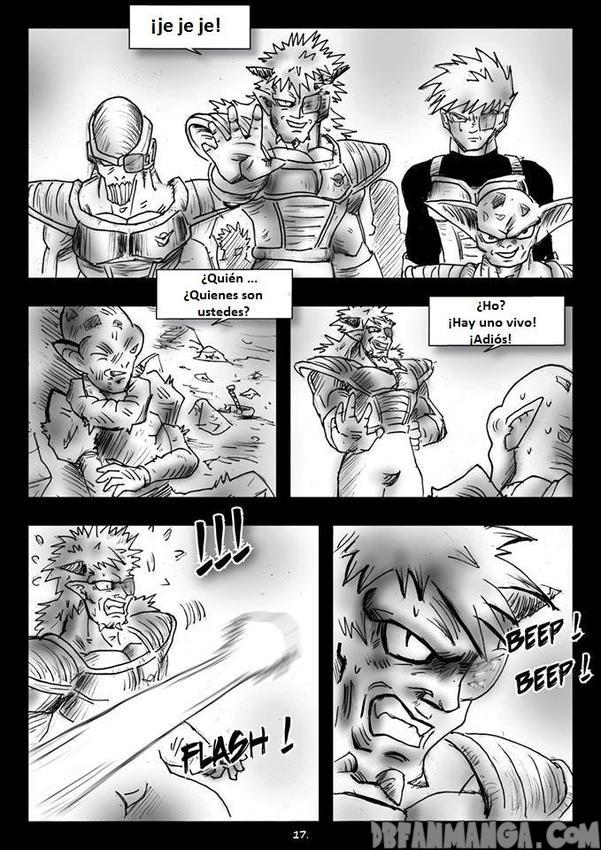 ¡je je je!
¿Quién ...
¿Quienes son
ustedes?
¿Ho?
¡Hay uno vivo!
¡Adiós!
!!!
FLASH !
BEEP !
BEEP !
17.
DBFANMANGA.COM